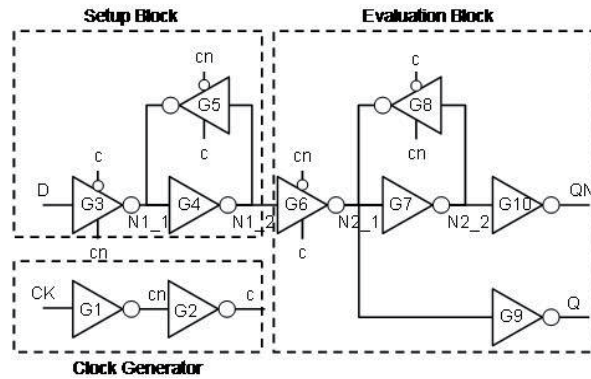 Setup Block
Evaluation Block
cn
G5
c
c
G8
cn
D
c
G3
cn
N1_1
G4
N1_2
cn
G6
c
N2_1
G7
N2_2
G10
QN
CK
G1
cn
G2
c
G9
Q
Clock Generator